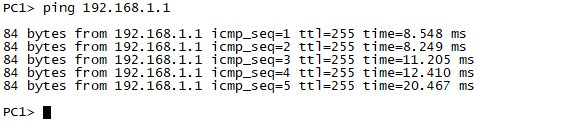 PC1> ping 192.168.1.1
84 bytes from 192.168.1.1 icmp_seq=1 ttl=255 time=8.548 ms
84 bytes from 192.168.1.1 icmp_seq=2 ttl=255 time=8.249 ms
84 bytes from 192.168.1.1 icmp_seq=3 ttl=255 time=11.205 ms
84 bytes from 192.168.1.1 icmp_seq=4 ttl=255 time=12.410 ms
84 bytes from 192.168.1.1 icmp_seq=5 ttl=255 time=20.467 ms
PC1>